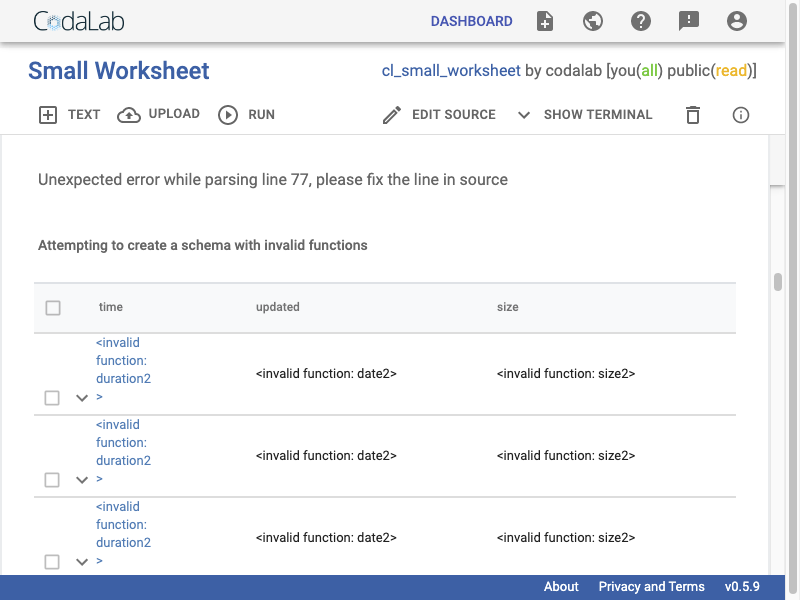 CodaLab
DASHBOARD
Small Worksheet
cl_small_worksheet by codalab [you(all) public(read)]
TEXT
UPLOAD
RUN
EDIT SOURCE
SHOW TERMINAL
Unexpected error while parsing line 77, please fix the line in source
Attempting to create a schema with invalid functions
time updated size
<invalid
function:
duration2
>
<invalid function: date2>
<invalid function: size2>
<invalid
function:
duration2
>
<invalid function: date2>
<invalid function: size2>
<invalid
function:
duration2
>
<invalid function: date2>
<invalid function: size2>
About Privacy and Terms v0.5.9